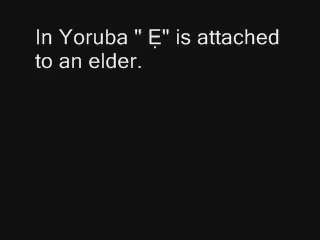 In Yoruba " Ẹ" is attached
to an elder.